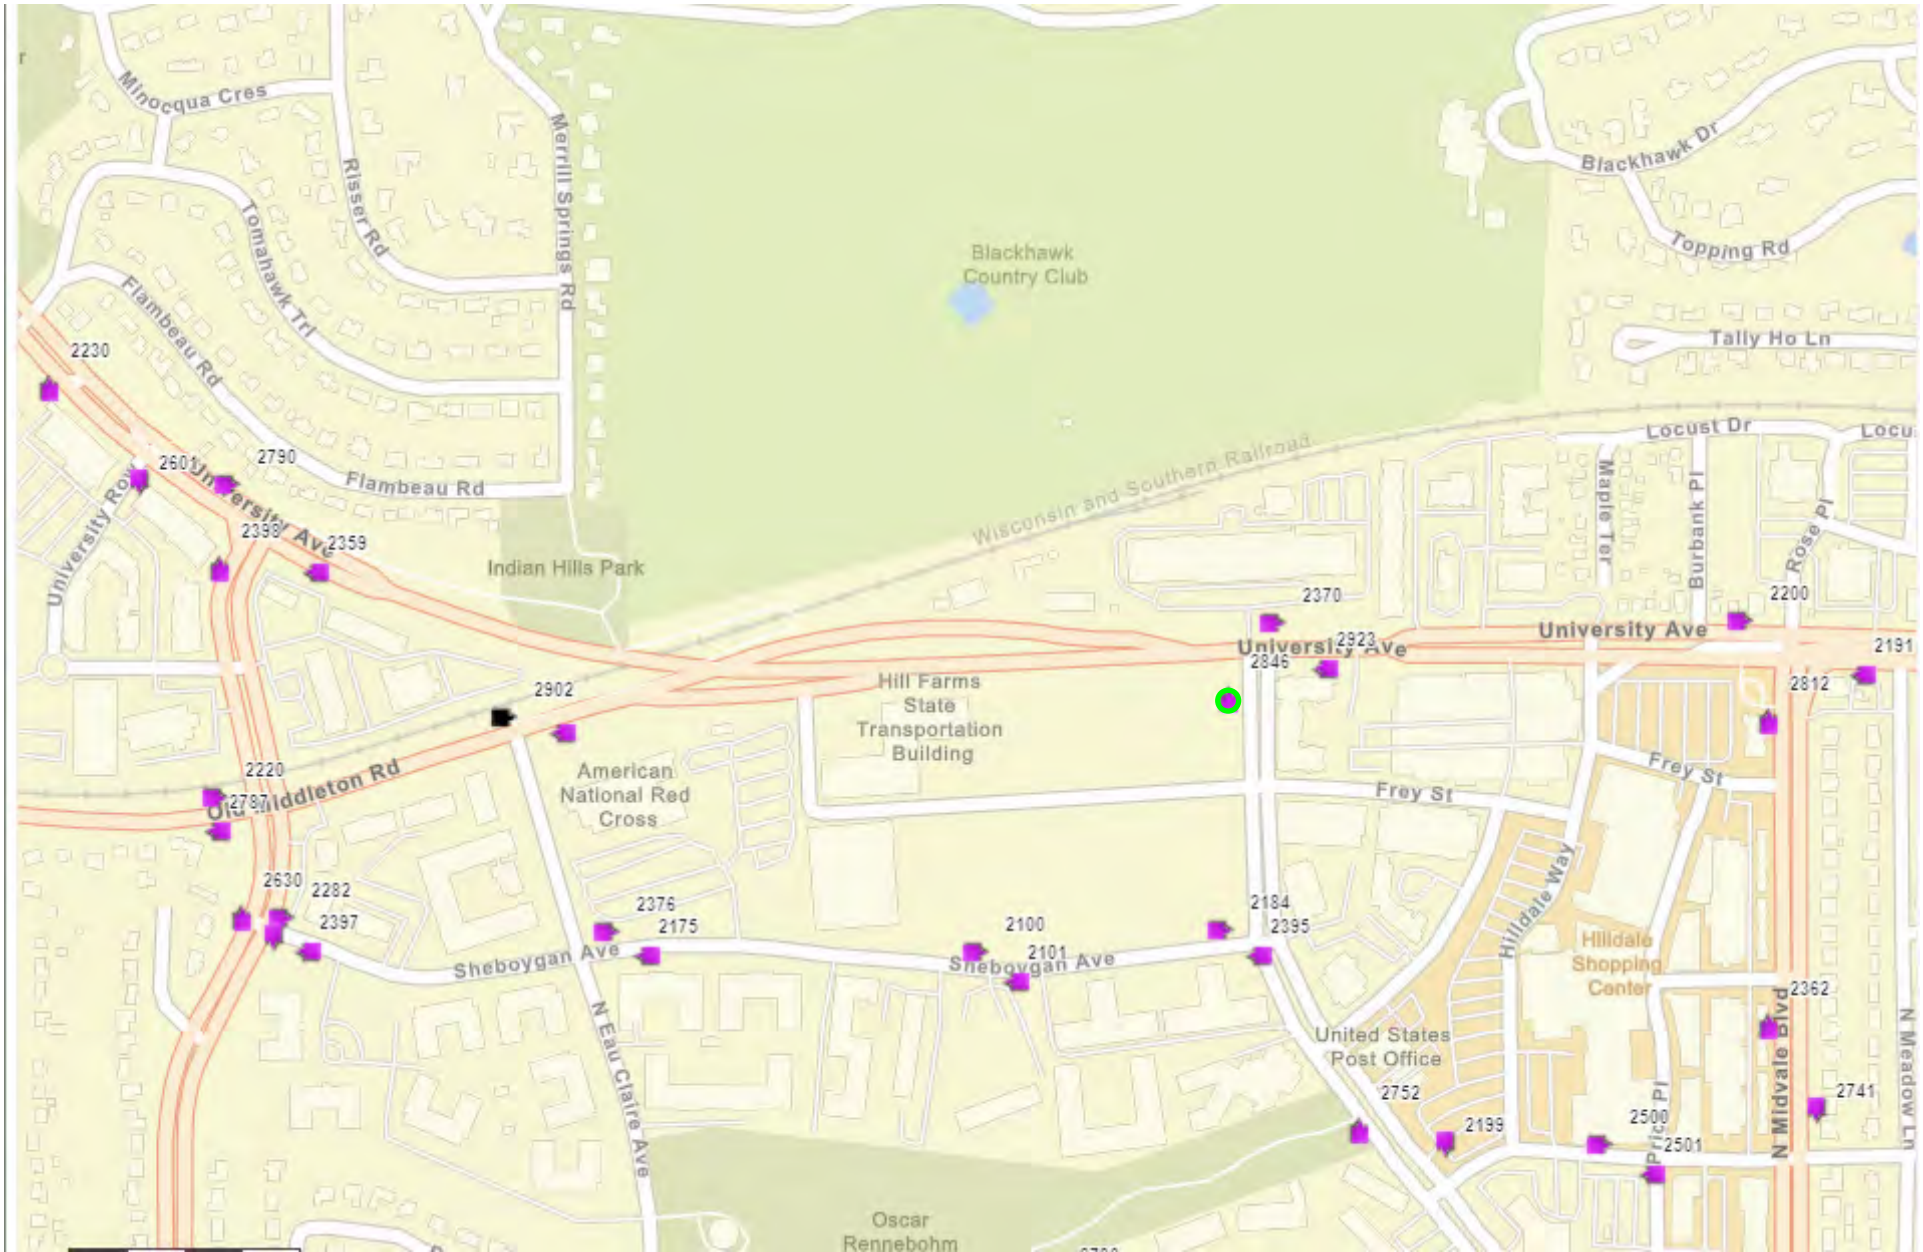 r
Minocqua Cres
Merrill Springs Rd
Risser Rd
Tomahawk Trl
Flambeau Rd
Flambeau Rd
Blackhawk
Country Club
Blackhawk Dr
Topping Rd
Tally Ho Ln
Locust Dr
Locu
Maple Ter
Burbank Pl
Rose Pl
Wisconsin and Southern Railroad
2230
2601
2790
University Row
University Ave
2398
2359
Indian Hills Park
2370
2200
University Ave
University Ave
2923
2846
2191
2812
Hill Farms
State
Transportation
Building
2902
American
National Red
Cross
2220
2787
Old Middleton Rd
Frey St
Frey St
2630
2282
2397
2376
2175
2100
2101
2184
2395
Sheboygan Ave
Sheboygan Ave
Hilldale Way
Hilldale
Shopping
Center
2362
N Midvale Blvd
N Meadow Ln
N Eau Claire Ave
United States
Post Office
2752
2199
2500
2501
Price Pl
2741
Oscar
Rennebohm